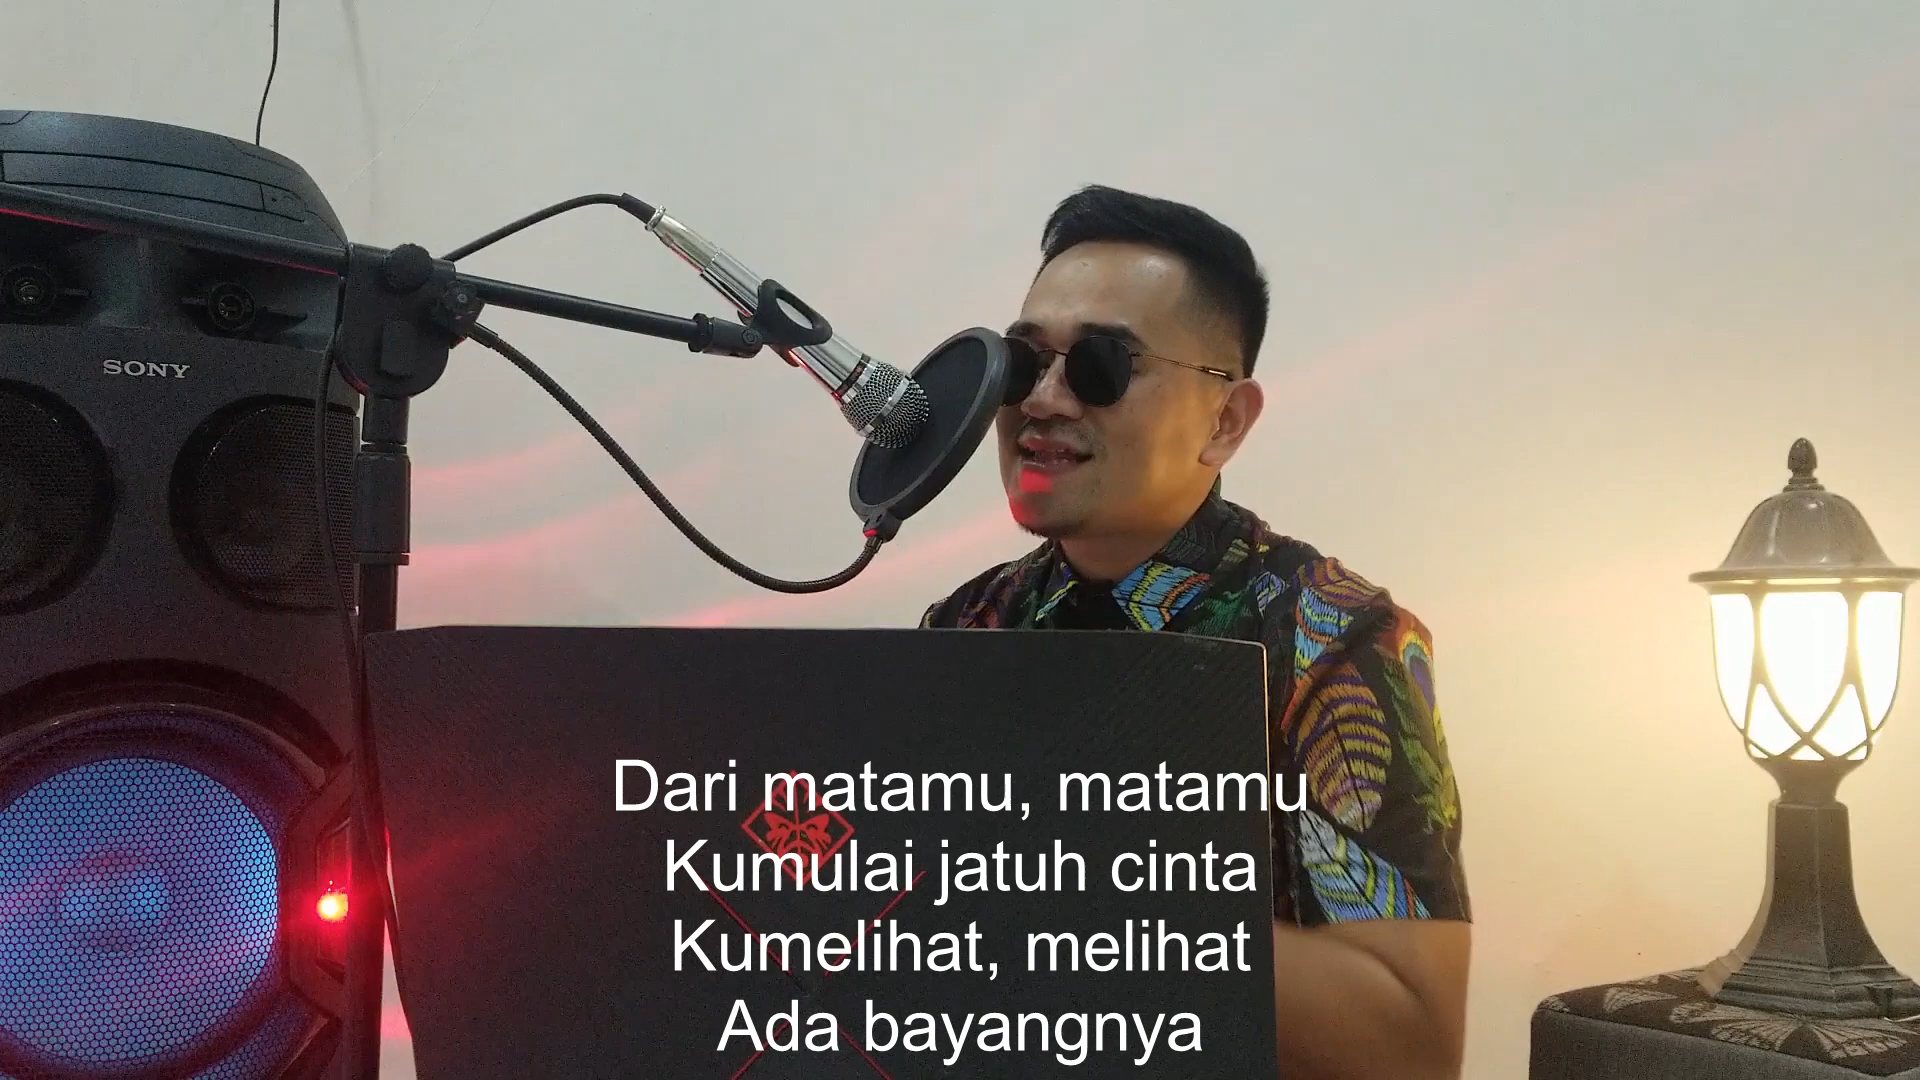 SONY
Dari matamu, matamu
Kumulai jatuh cinta
Kumelihat, melihat
Ada bayangnya